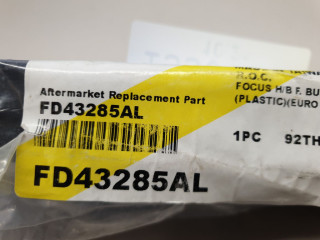 R.O.C.
Aftermarket Replacement Part
FOCUS H/B F. BU
FD43285AL
(PLASTIC)(EURO
1PC 92TH
FD43285AL